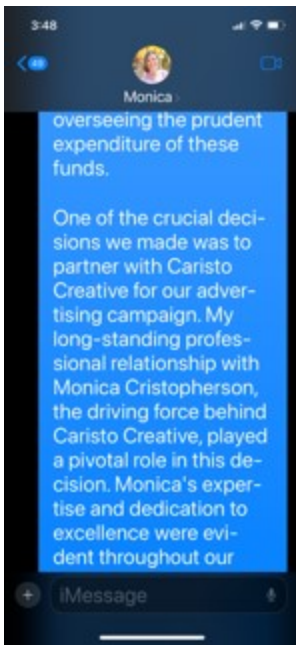 3:48
49
Monica
overseeing the prudent
expenditure of these
funds.
One of the crucial deci-
sions we made was to
partner with Caristo
Creative for our adver-
tising campaign. My
long-standing profes-
sional relationship with
Monica Cristopherson,
the driving force behind
Caristo Creative, played
a pivotal role in this de-
cision. Monica's exper-
tise and dedication to
excellence were evi-
dent throughout our
iMessage